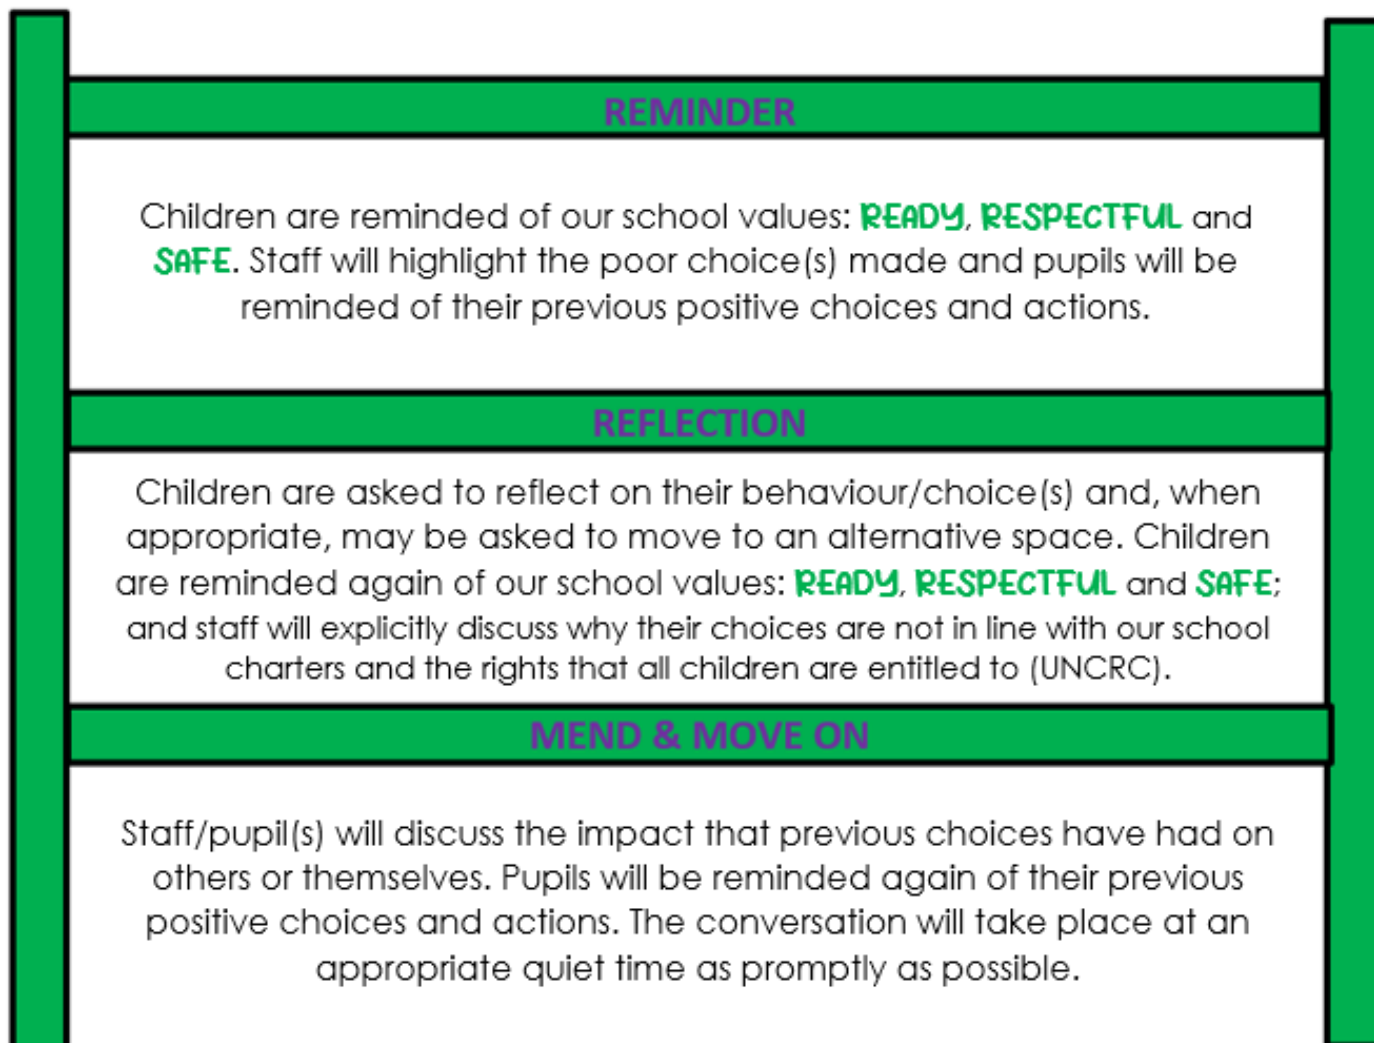 REMINDER
Children are reminded of our school values: READY, RESPECTFUL and
SAFE. Staff will highlight the poor choice(s) made and pupils will be
reminded of their previous positive choices and actions.
REFLECTION
Children are asked to reflect on their behaviour/choice(s) and, when
appropriate, may be asked to move to an alternative space. Children
are reminded again of our school values: READY, RESPECTFUL and SAFE;
and staff will explicitly discuss why their choices are not in line with our school
charters and the rights that all children are entitled to (UNCRC).
MEND & MOVE ON
Staff/pupil(s) will discuss the impact that previous choices have had on
others or themselves. Pupils will be reminded again of their previous
positive choices and actions. The conversation will take place at an
appropriate quiet time as promptly as possible.